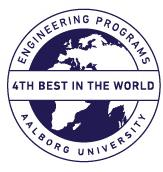 ENGINEERING PROGRAMS
4TH BEST IN THE WORLD
AALBORG UNIVERSITY